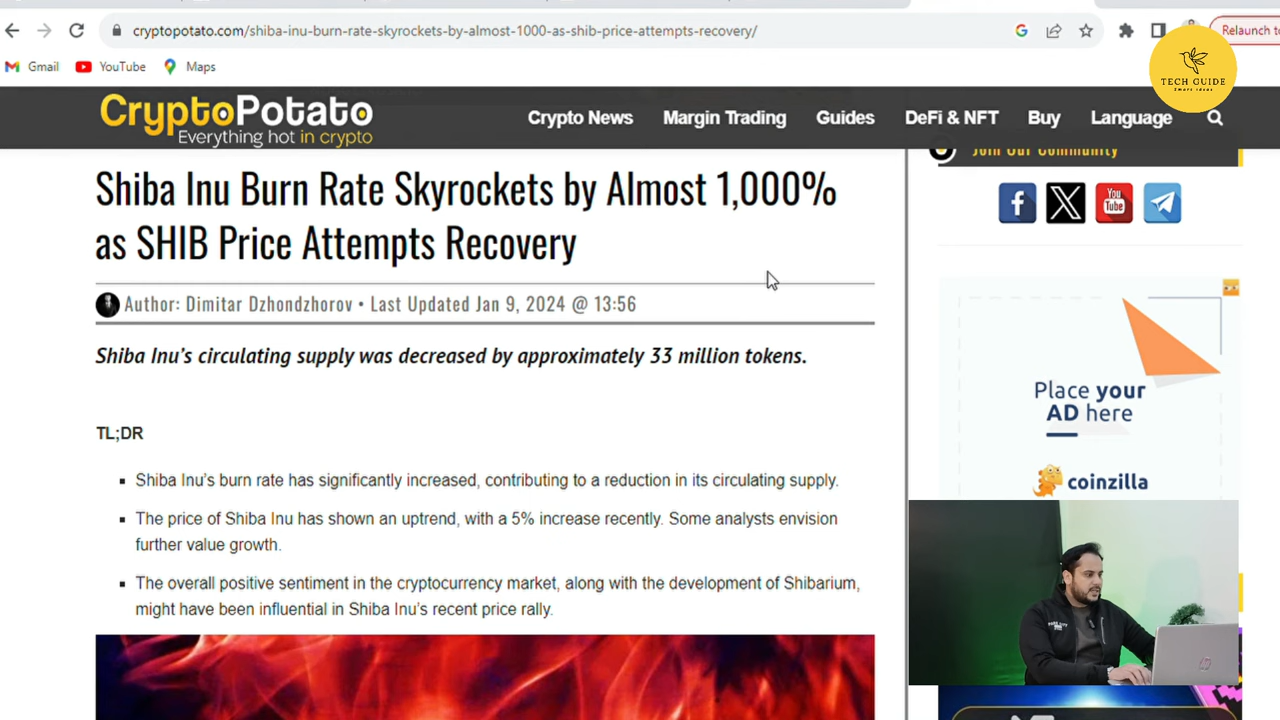 cryptopotato.com/shiba-inu-burn-rate-skyrockets-by-almost-1000-as-shib-price-attempts-recovery/
Relaunch to
Gmail
YouTube
Maps
TECH GUIDE
Smart ideas
CryptoPotato
Everything hot in crypto
Crypto News
Margin Trading
Guides
DeFi & NFT
Buy
Language
Join Our Community
Shiba Inu Burn Rate Skyrockets by Almost 1,000%
as SHIB Price Attempts Recovery
Author: Dimitar Dzhondzhorov • Last Updated Jan 9, 2024 @ 13:56
Shiba Inu’s circulating supply was decreased by approximately 33 million tokens.
TL;DR
Shiba Inu’s burn rate has significantly increased, contributing to a reduction in its circulating supply.
The price of Shiba Inu has shown an uptrend, with a 5% increase recently. Some analysts envision
further value growth.
The overall positive sentiment in the cryptocurrency market, along with the development of Shibarium,
might have been influential in Shiba Inu’s recent price rally.
You
Tube
Place your
AD here
coinzilla